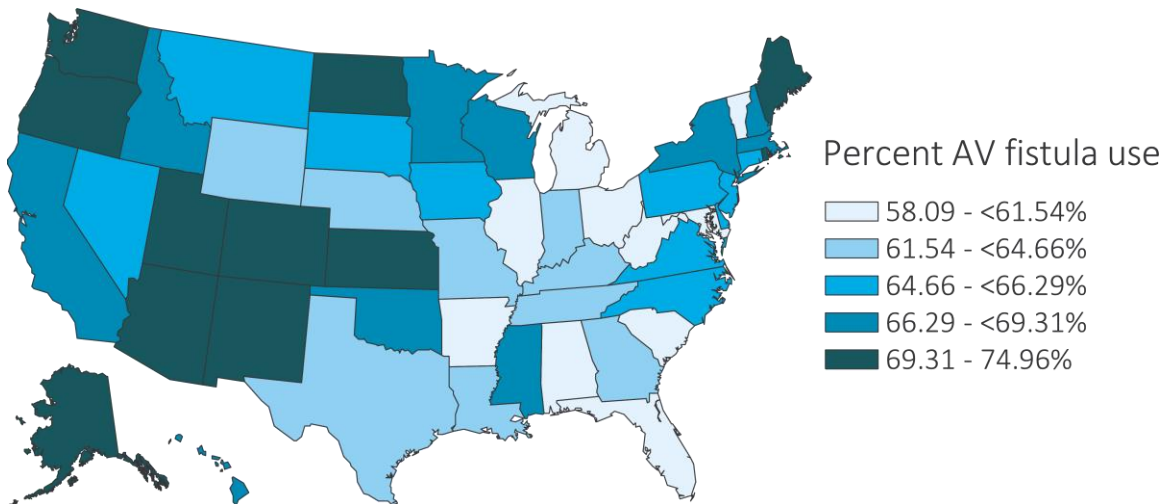 Percent AV fistula use
58.09 - <61.54%
61.54 - <64.66%
64.66 - <66.29%
66.29 - <69.31%
69.31 - 74.96%